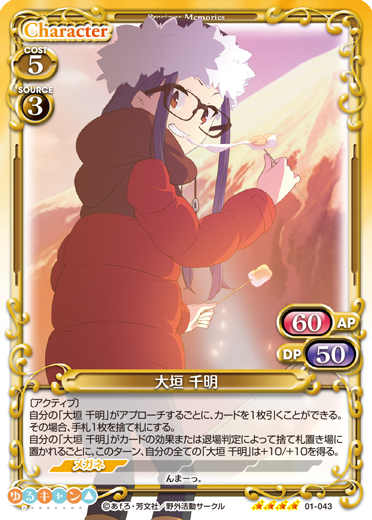 Precious Memories
Character
COST
5
SOURCE
3
60 AP
DP 50
大垣 千明
［アクティブ］
自分の「大垣 千明」がアプローチするごとに、カードを1枚引くことができる。
その場合、手札1枚を捨て札にする。
自分の「大垣 千明」がカードの効果または退場判定によって捨て札置き場に
置かれるごとに、このターン、自分の全ての「大垣 千明」は+10/+10を得る。
メガネ
んまーっ。
ゆるキャン△
©あfろ・芳文社／野外活動サークル
★★★★ 01-043